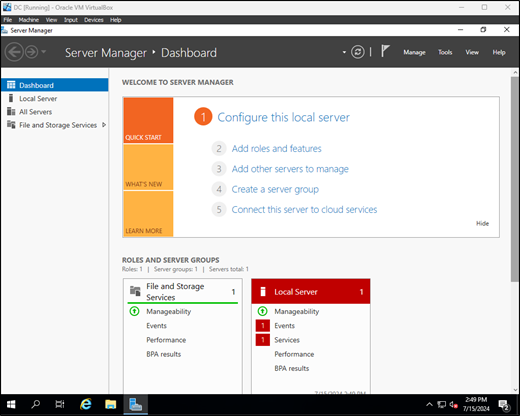 DC [Running] - Oracle VM VirtualBox
File Machine View Input Devices Help
Server Manager
Server Manager • Dashboard
Manage Tools View Help
Dashboard
Local Server
All Servers
File and Storage Services
WELCOME TO SERVER MANAGER
QUICK START
WHAT'S NEW
LEARN MORE
1 Configure this local server
2 Add roles and features
3 Add other servers to manage
4 Create a server group
5 Connect this server to cloud services
Hide
ROLES AND SERVER GROUPS
Roles: 1 | Server groups: 1 | Servers total: 1
File and Storage Services 1
Manageability
Events
Performance
BPA results
Local Server 1
Manageability
1 Events
1 Services
Performance
BPA results
7/15/2024 2:49 PM
2:49 PM
7/15/2024
2